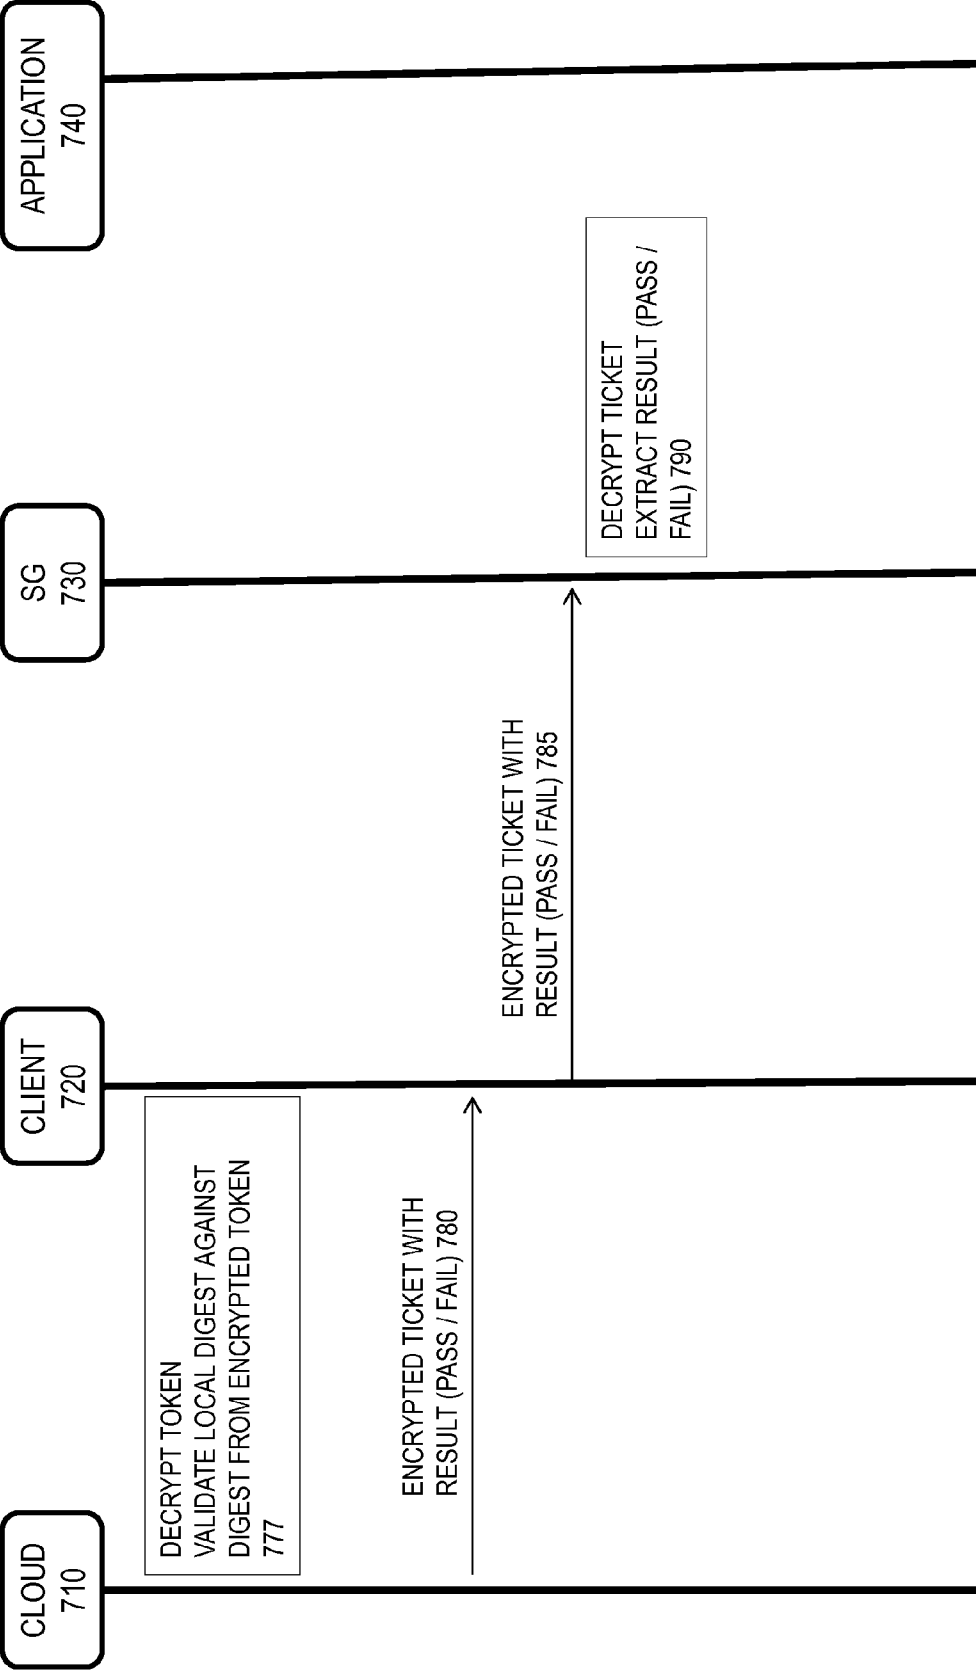 CLOUD
710
CLIENT
720
SG
730
APPLICATION
740
DECRYPT TOKEN
VALIDATE LOCAL DIGEST AGAINST
DIGEST FROM ENCRYPTED TOKEN
777
ENCRYPTED TICKET WITH
RESULT (PASS / FAIL) 780
ENCRYPTED TICKET WITH
RESULT (PASS / FAIL) 785
DECRYPT TICKET
EXTRACT RESULT (PASS /
FAIL) 790